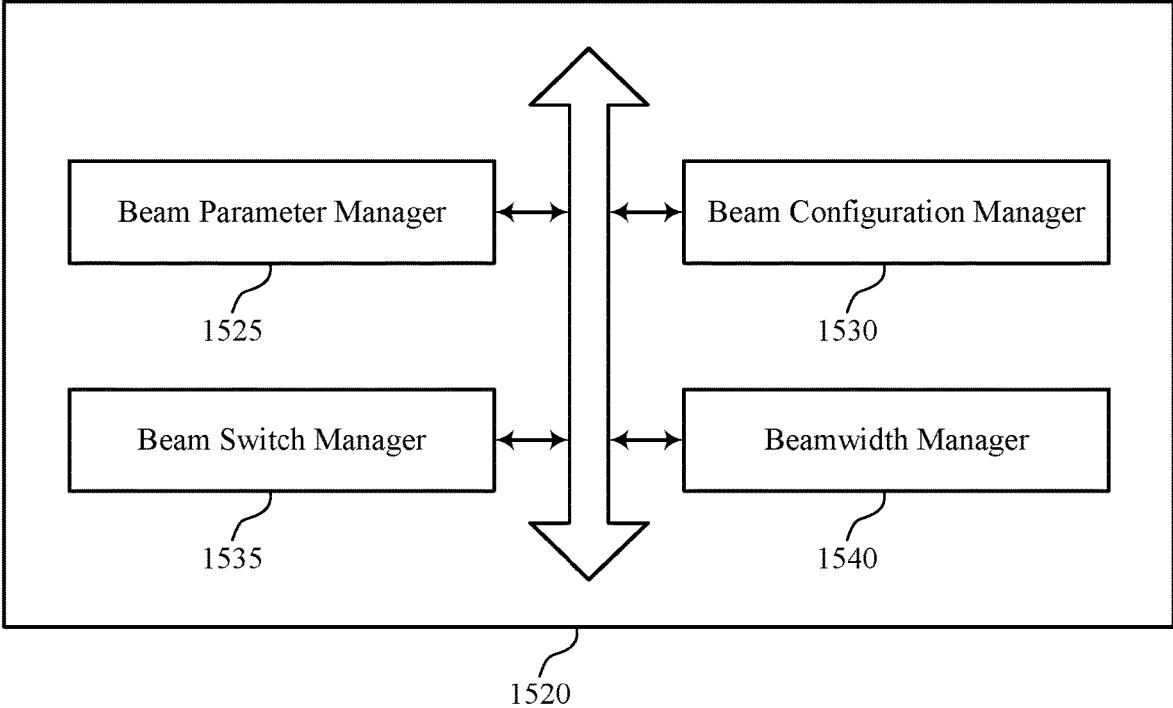 Beam Parameter Manager
Beam Configuration Manager
1525
1530
Beam Switch Manager
Beamwidth Manager
1535
1540
1520